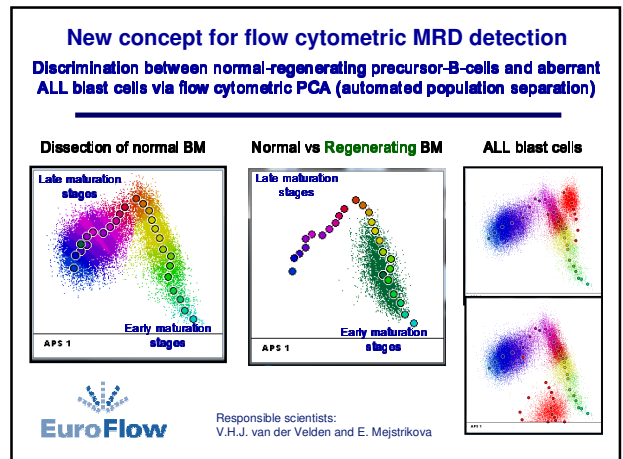 New concept for flow cytometric MRD detection
Discrimination between normal-regenerating precursor-B-cells and aberrant
ALL blast cells via flow cytometric PCA (automated population separation)
Dissection of normal BM
Late maturation
stages
Early maturation
stages
APS 1
Normal vs Regenerating BM
Late maturation
stages
Early maturation
stages
APS 1
ALL blast cells
EuroFlow
Responsible scientists:
V.H.J. van der Velden and E. Mejstrikova